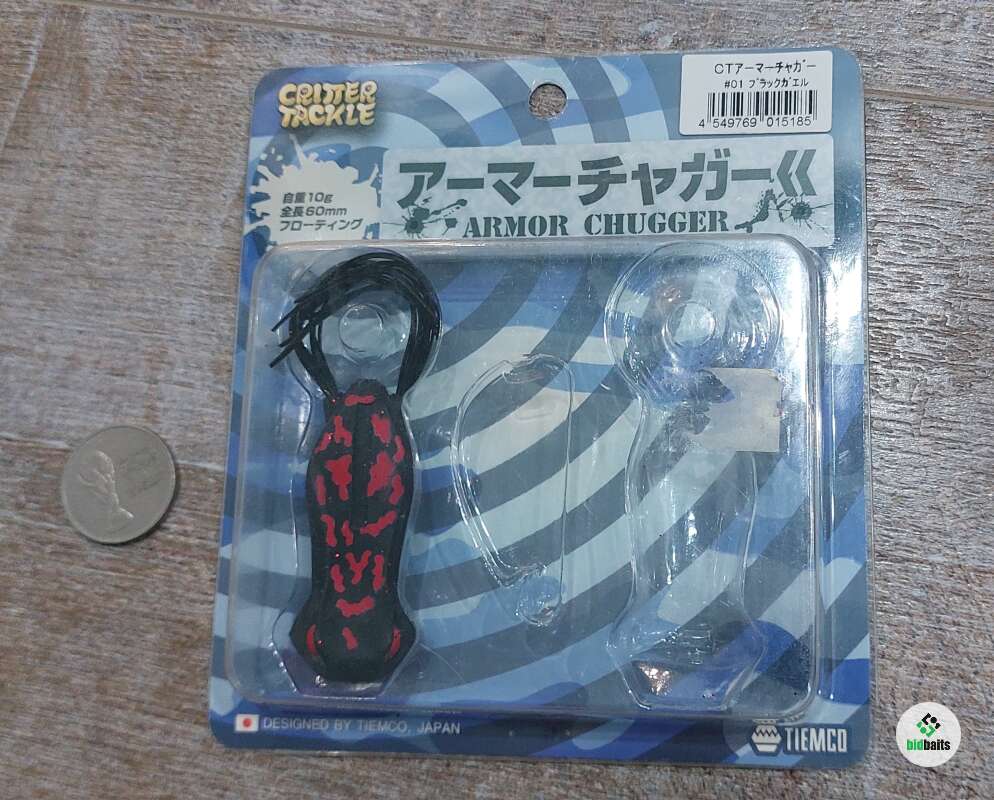 CRITTER
TACKLE
CTアーマーチャガー
#01 ブラックガエル
4 549769 015185
自重10g
全長60mm
フローティング
アーマーチャガー
ARMOR CHUGGER
DESIGNED BY TIEMCO, JAPAN
TIEMCO
bidbaits